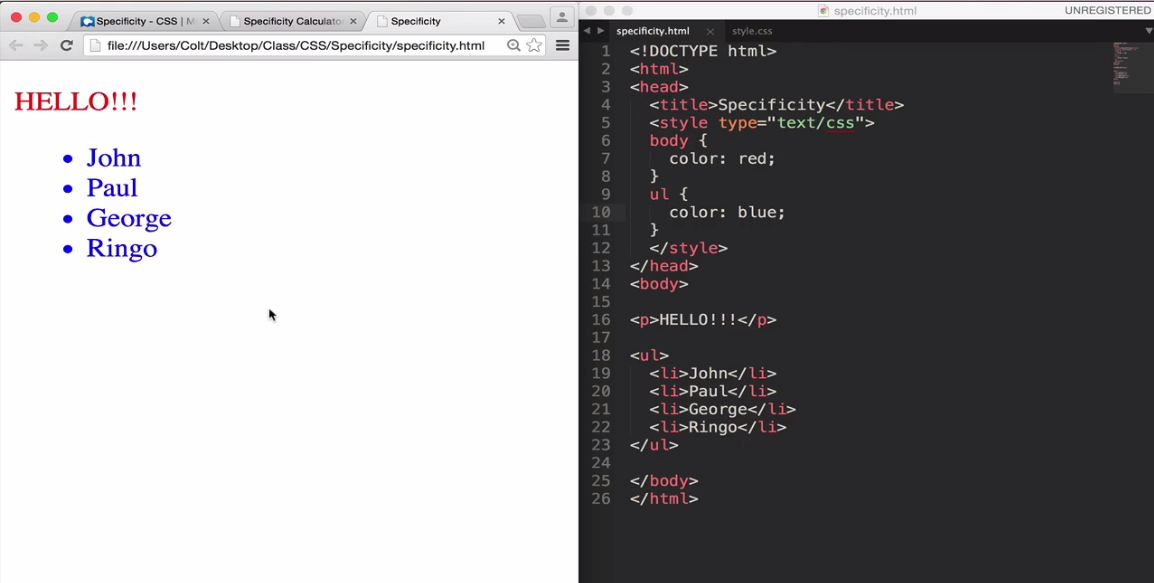 Specificity - CSS | M
Specificity Calculator
Specificity
file:///Users/Colt/Desktop/Class/CSS/Specificity/specificity.html
HELLO!!!
John
Paul
George
Ringo
specificity.html
UNREGISTERED
specificity.html
style.css
1 <!DOCTYPE html>
2 <html>
3 <head>
4 <title>Specificity</title>
5 <style type="text/css">
6 body {
7 color: red;
8 }
9 ul {
10 color: blue;
11 }
12 </style>
13 </head>
14 <body>
15
16 <p>HELLO!!!</p>
17
18 <ul>
19 <li>John</li>
20 <li>Paul</li>
21 <li>George</li>
22 <li>Ringo</li>
23 </ul>
24
25 </body>
26 </html>